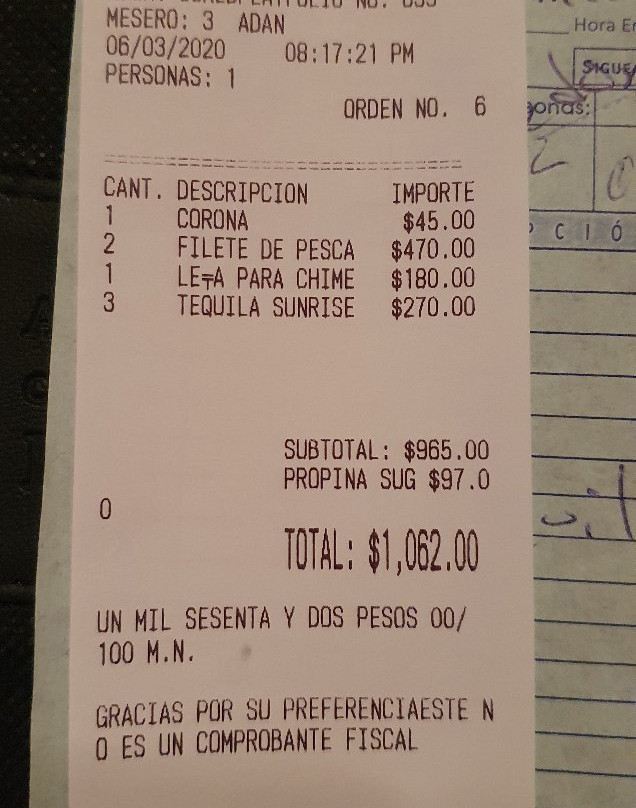 MESERO: 3 ADAN
06/03/2020 08:17:21 PM
PERSONAS: 1
ORDEN NO. 6
CANT. DESCRIPCION IMPORTE
1 CORONA $45.00
2 FILETE DE PESCA $470.00
1 LE╤A PARA CHIME $180.00
3 TEQUILA SUNRISE $270.00
SUBTOTAL: $965.00
PROPINA SUG $97.0
0
TOTAL: $1,062.00
UN MIL SESENTA Y DOS PESOS 00/
100 M.N.
GRACIAS POR SU PREFERENCIAESTE N
O ES UN COMPROBANTE FISCAL
Hora
SIGUE